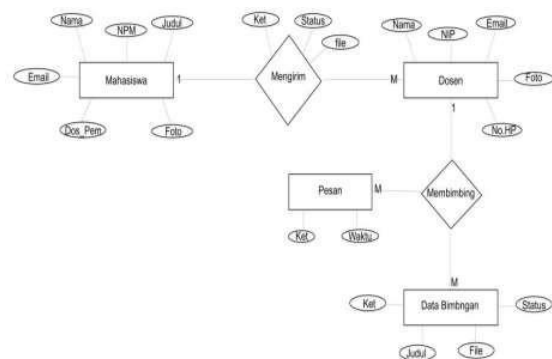 Nama
NPM
Judul
Email
Mahasiswa
Dos_Pem
Foto
1
Ket
Status
file
Mengirim
M
Nama
NIP
Email
Dosen
Foto
No.HP
1
Pesan
M
Membimbing
Ket
Waktu
M
Ket
Data Bimbngan
Status
Judul
File